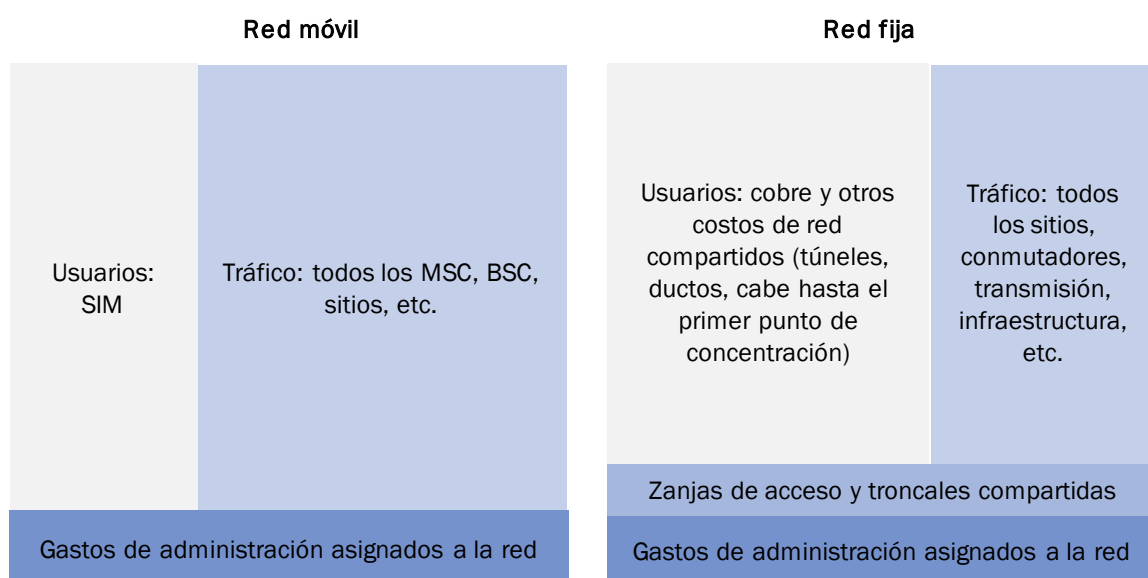 Red móvil
Usuarios:
SIM
Tráfico: todos los MSC, BSC,
sitios, etc.
Gastos de administración asignados a la red
Red fija
Usuarios: cobre y otros
costos de red
compartidos (túneles,
ductos, cabe hasta el
primer punto de
concentración)
Tráfico: todos
los sitios,
conmutadores,
transmisión,
infraestructura,
etc.
Zanjas de acceso y troncales compartidas
Gastos de administración asignados a la red